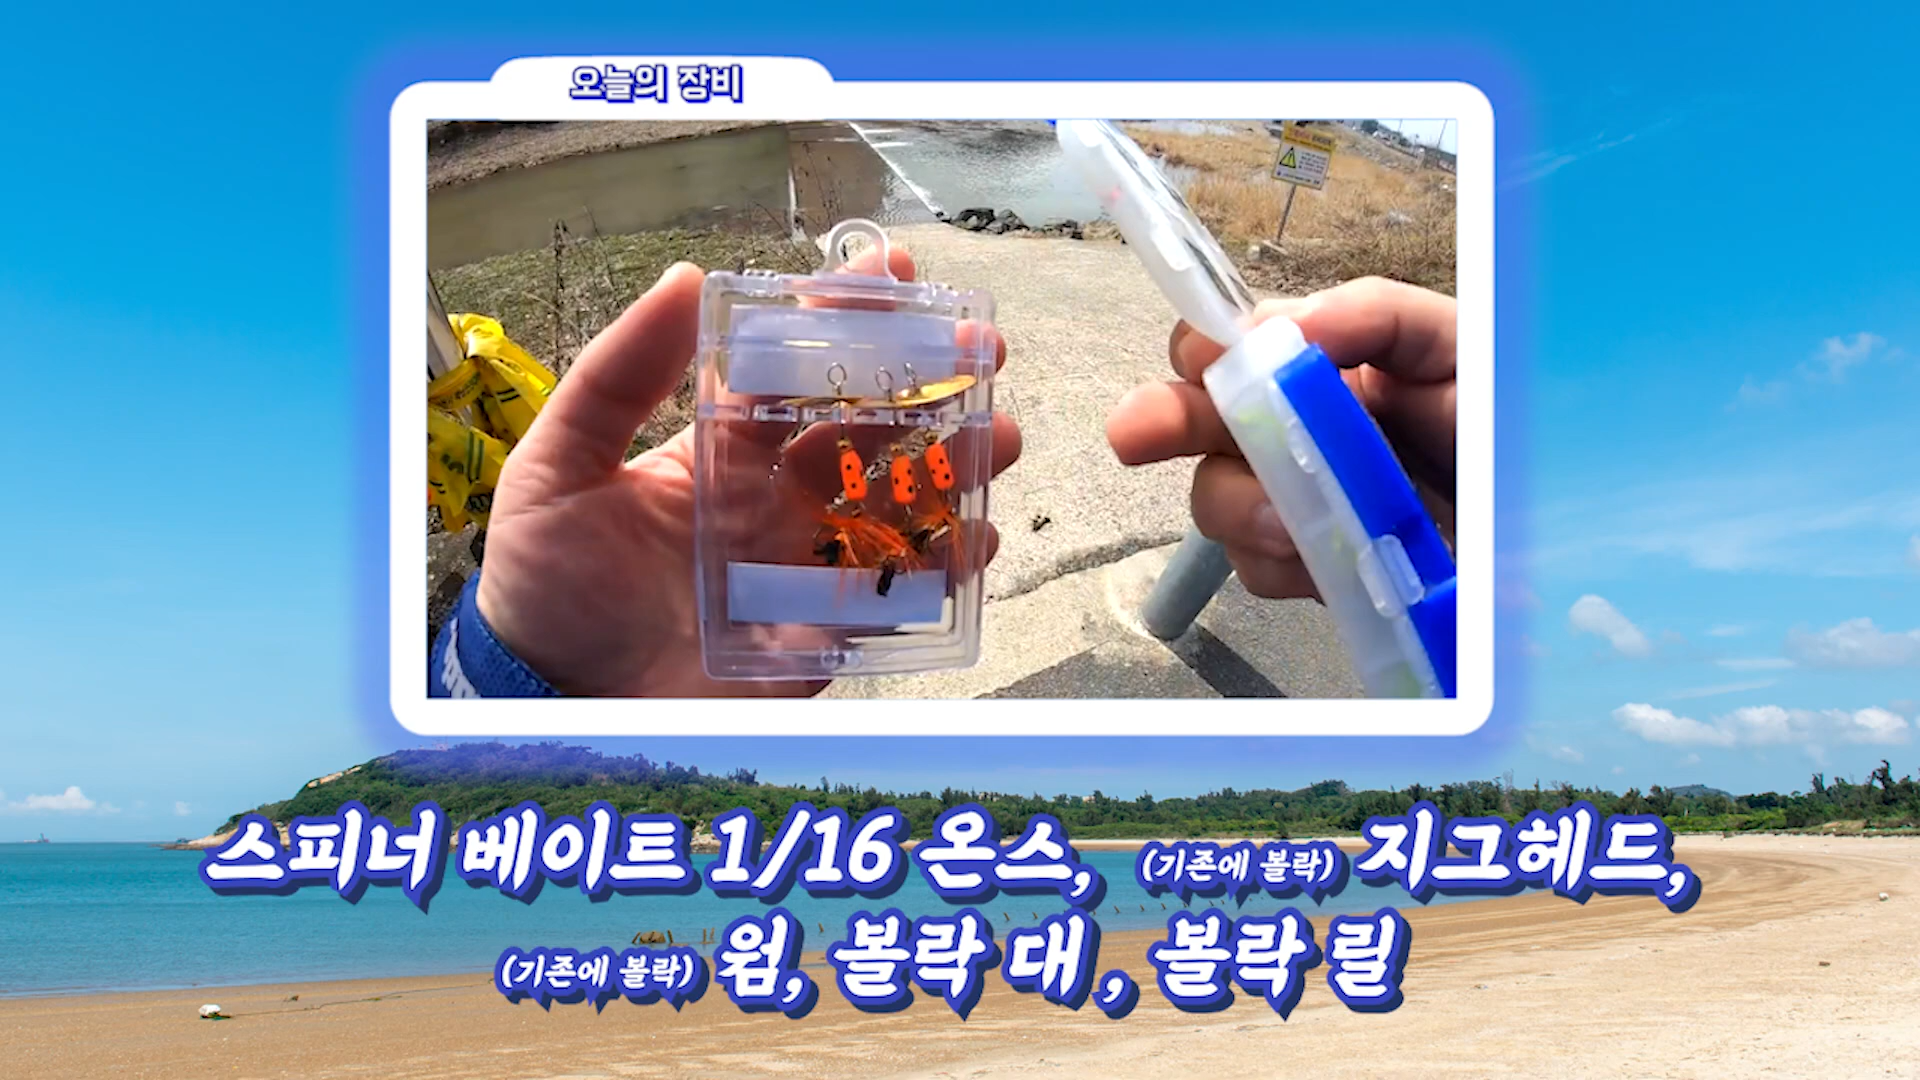 오늘의 장비
스피너 베이트 1/16 온스, (기존에 볼락) 지그헤드,
(기존에 볼락) 웜, 볼락 대 , 볼락 릴